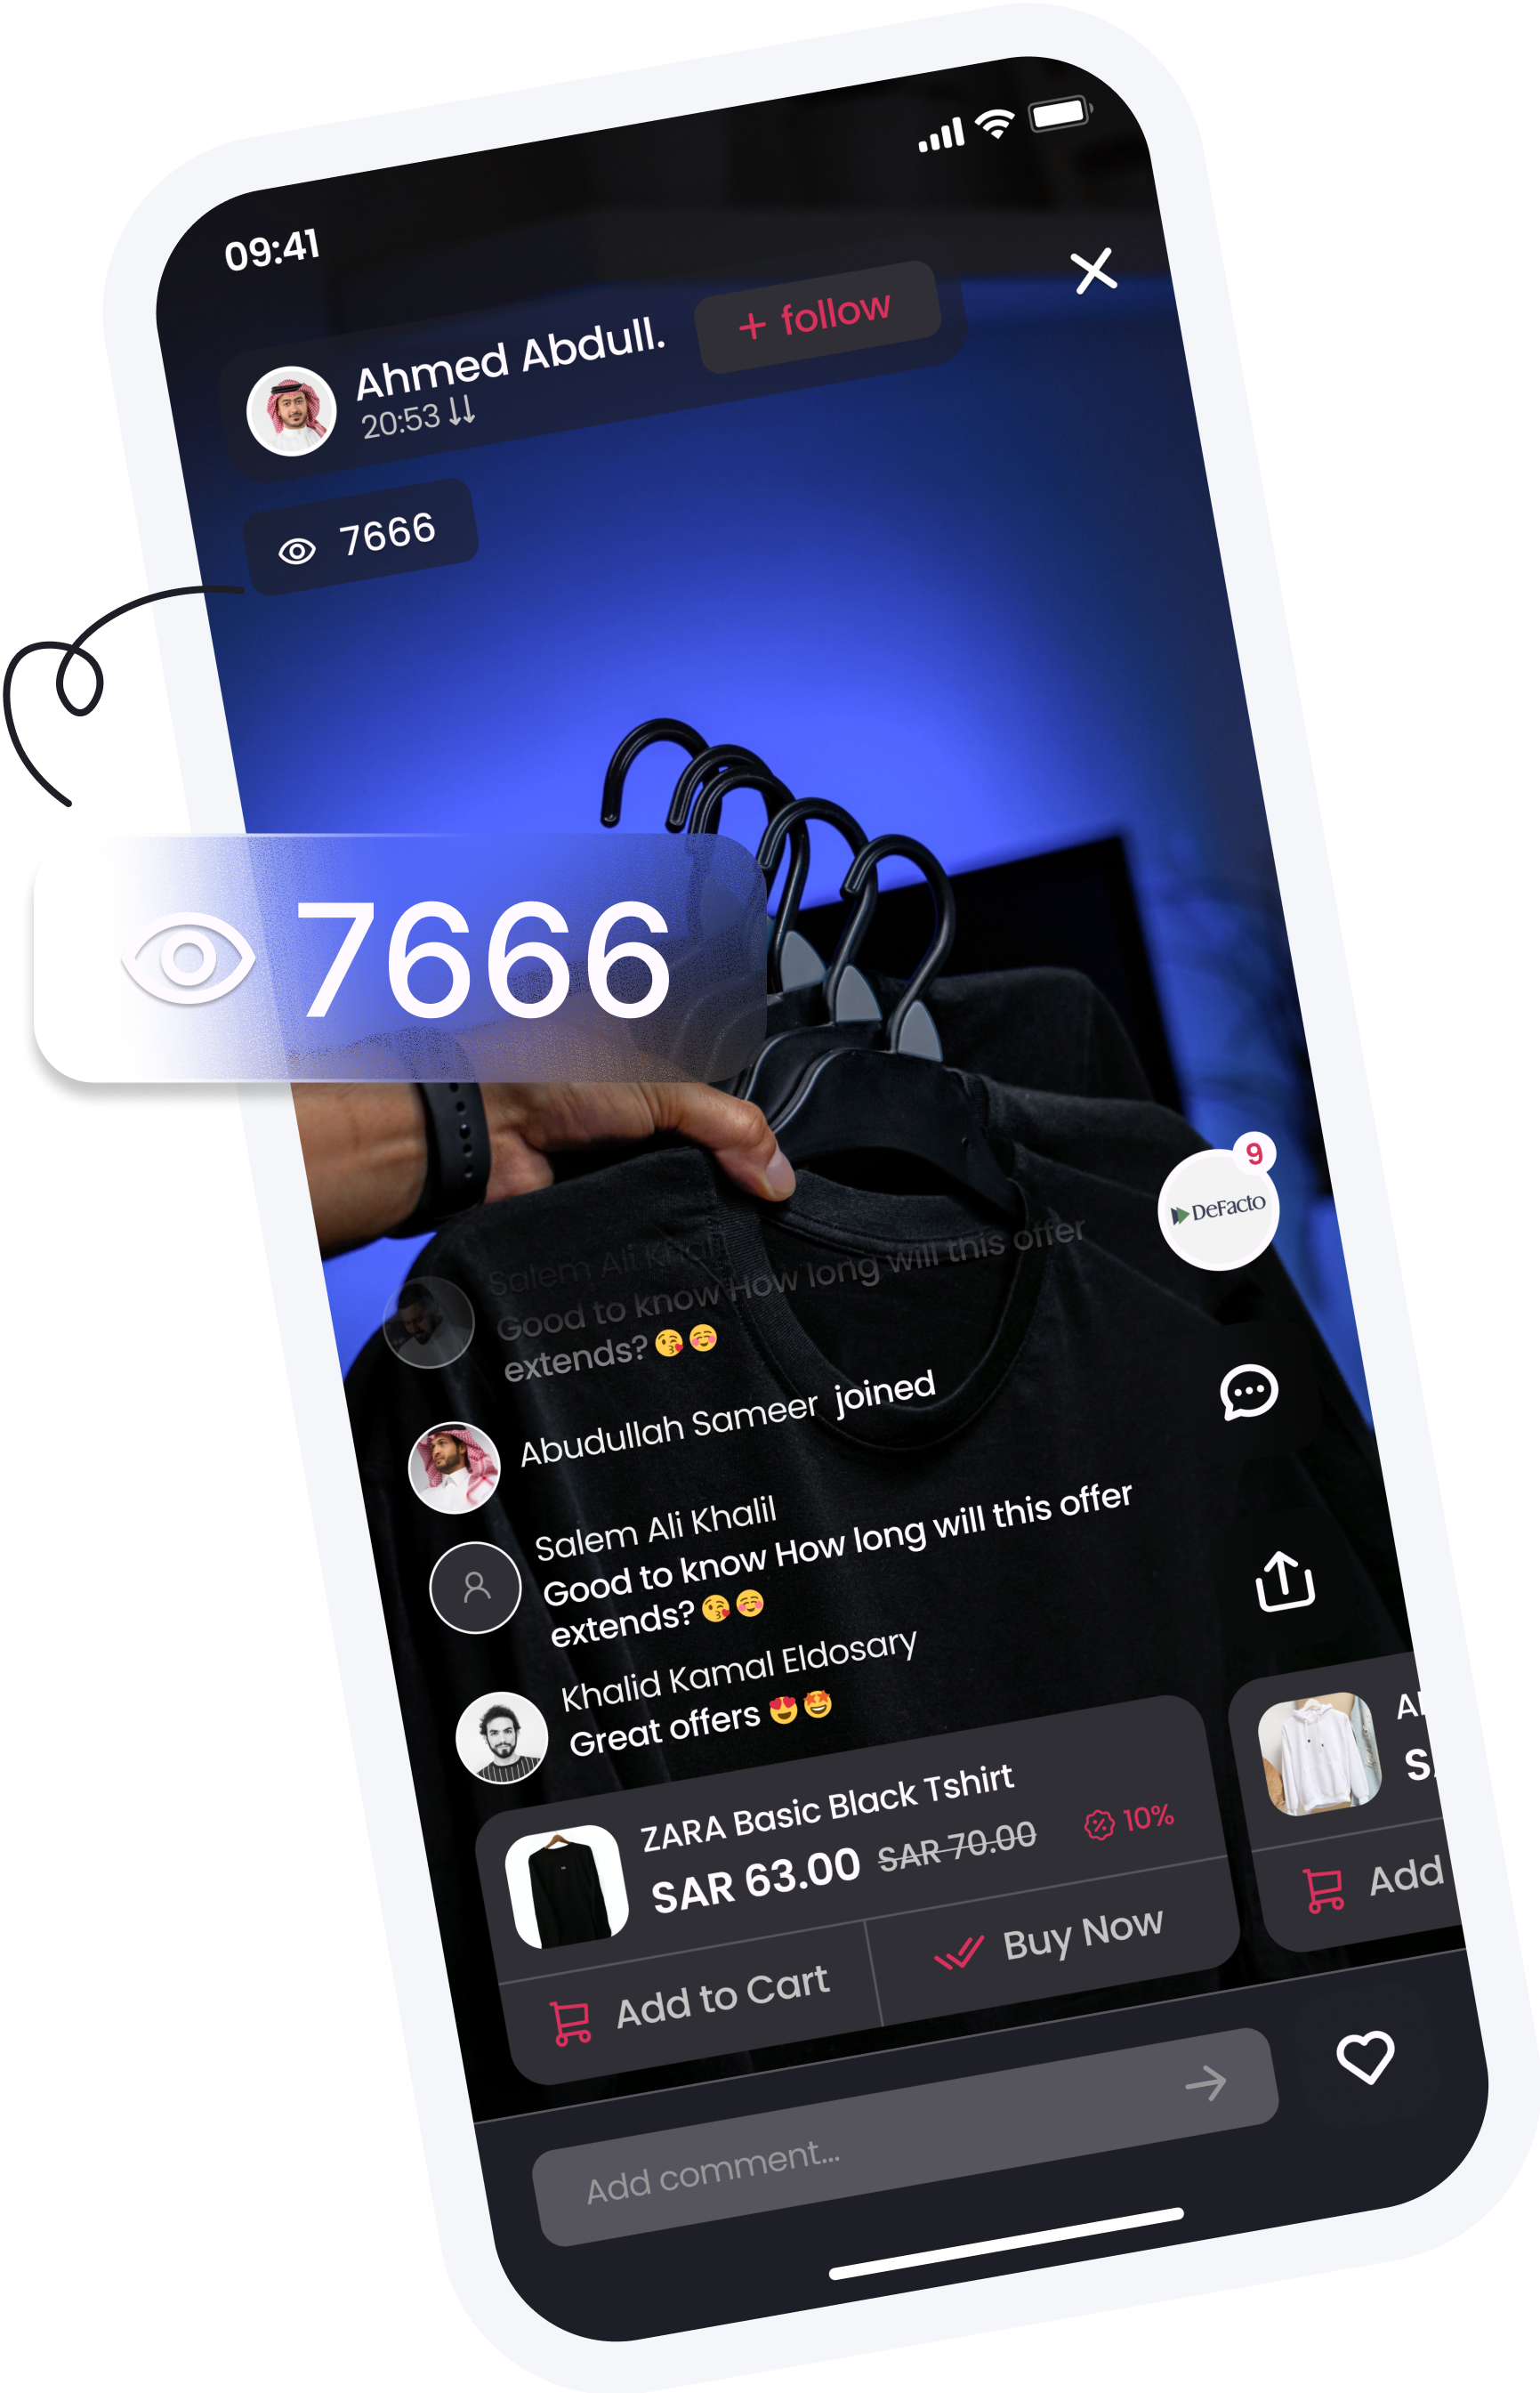 09:41
Ahmed Abdull.
+ follow
20:53
7666
7666
9
DeFacto
Salem Ali Khalil
Good to know How long will this offer
extends? 😘☺️
Abudullah Sameer joined
Salem Ali Khalil
Good to know How long will this offer
extends? 😘☺️
Khalid Kamal Eldosary
Great offers 😍🤩
ZARA Basic Black Tshirt
SAR 63.00 SAR 70.00 10%
Add to Cart
Buy Now
Add
Add comment...